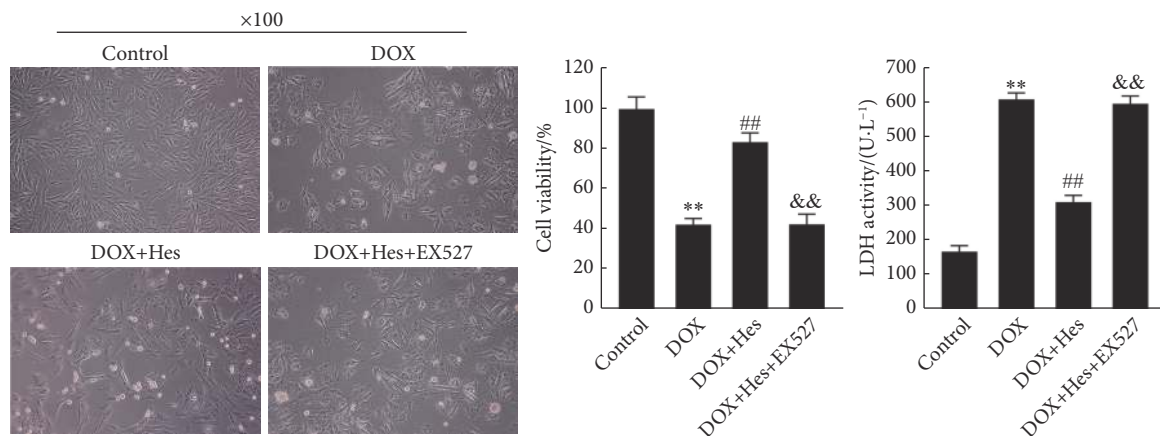 ×100
Control
DOX
DOX+Hes
DOX+Hes+EX527
Cell viability/%
120
100
80
60
40
20
0
**
##
&&
Control
DOX
DOX+Hes
DOX+Hes+EX527
LDH activity/(U·L⁻¹)
700
600
500
400
300
200
100
0
**
##
&&
Control
DOX
DOX+Hes
DOX+Hes+EX527